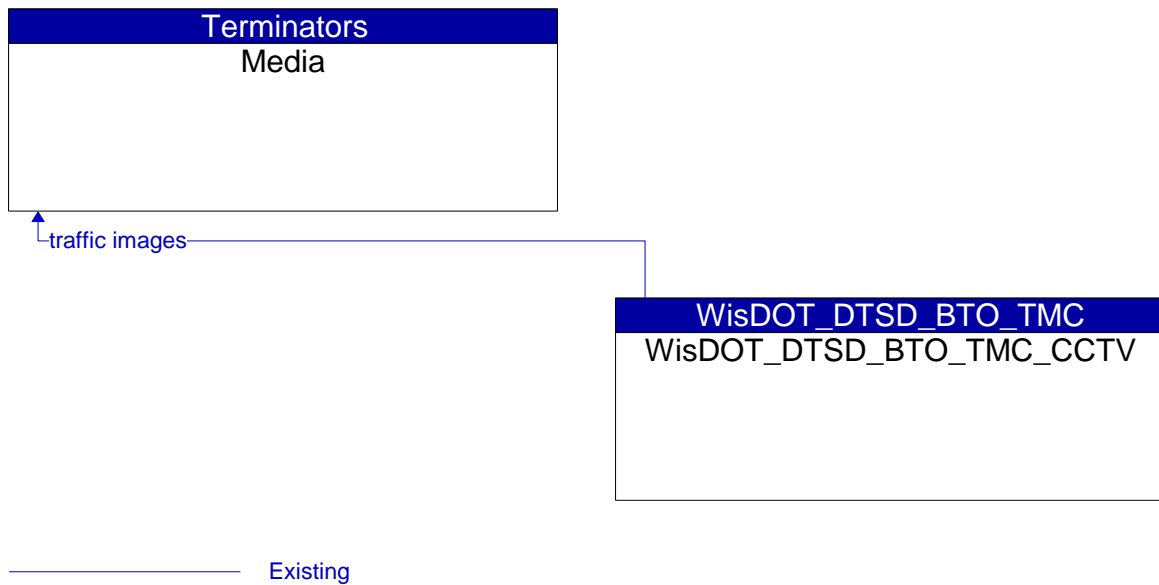 Terminators
Media
traffic images
WisDOT_DTSD_BTO_TMC
WisDOT_DTSD_BTO_TMC_CCTV
Existing